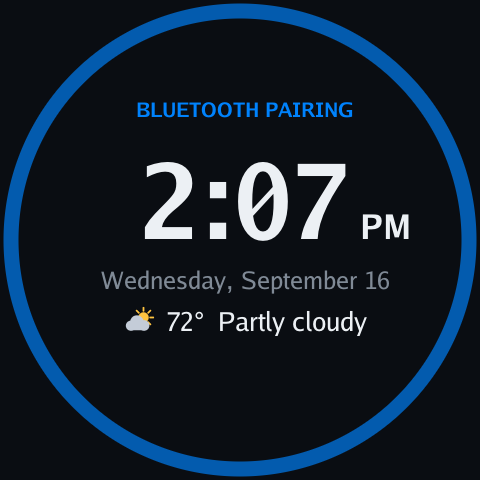 BLUETOOTH PAIRING
2:07 PM
Wednesday, September 16
72° Partly cloudy